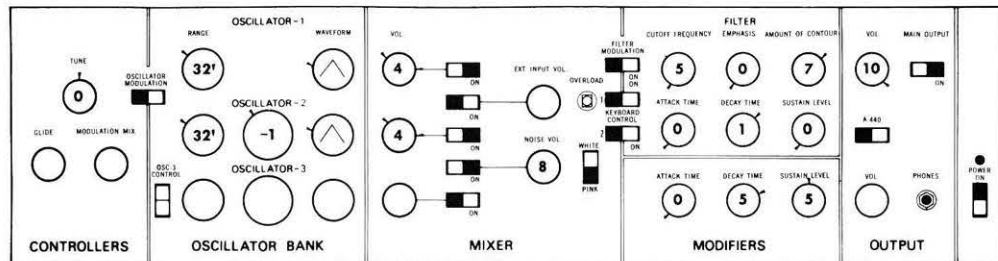 TUNE
0
GLIDE
MODULATION MIX
CONTROLLERS
OSCILLATOR
MODULATION
OSCILLATOR-1
RANGE
WAVEFORM
32'
OSCILLATOR-2
32'
-1
OSCILLATOR-3
OSC-3
CONTROL
OSCILLATOR BANK
VOL
4
ON
EXT INPUT VOL.
OVERLOAD
ON
4
ON
NOISE VOL.
8
ON
WHITE
PINK
ON
MIXER
FILTER
MODULATION
ON
ON
1
KEYBOARD
CONTROL
2
ON
FILTER
CUTOFF FREQUENCY
EMPHASIS
AMOUNT OF CONTOUR
5
0
7
ATTACK TIME
DECAY TIME
SUSTAIN LEVEL
0
1
0
ATTACK TIME
DECAY TIME
SUSTAIN LEVEL
0
5
5
MODIFIERS
VOL
MAIN OUTPUT
10
ON
A-440
VOL
PHONES
OUTPUT
POWER
ON